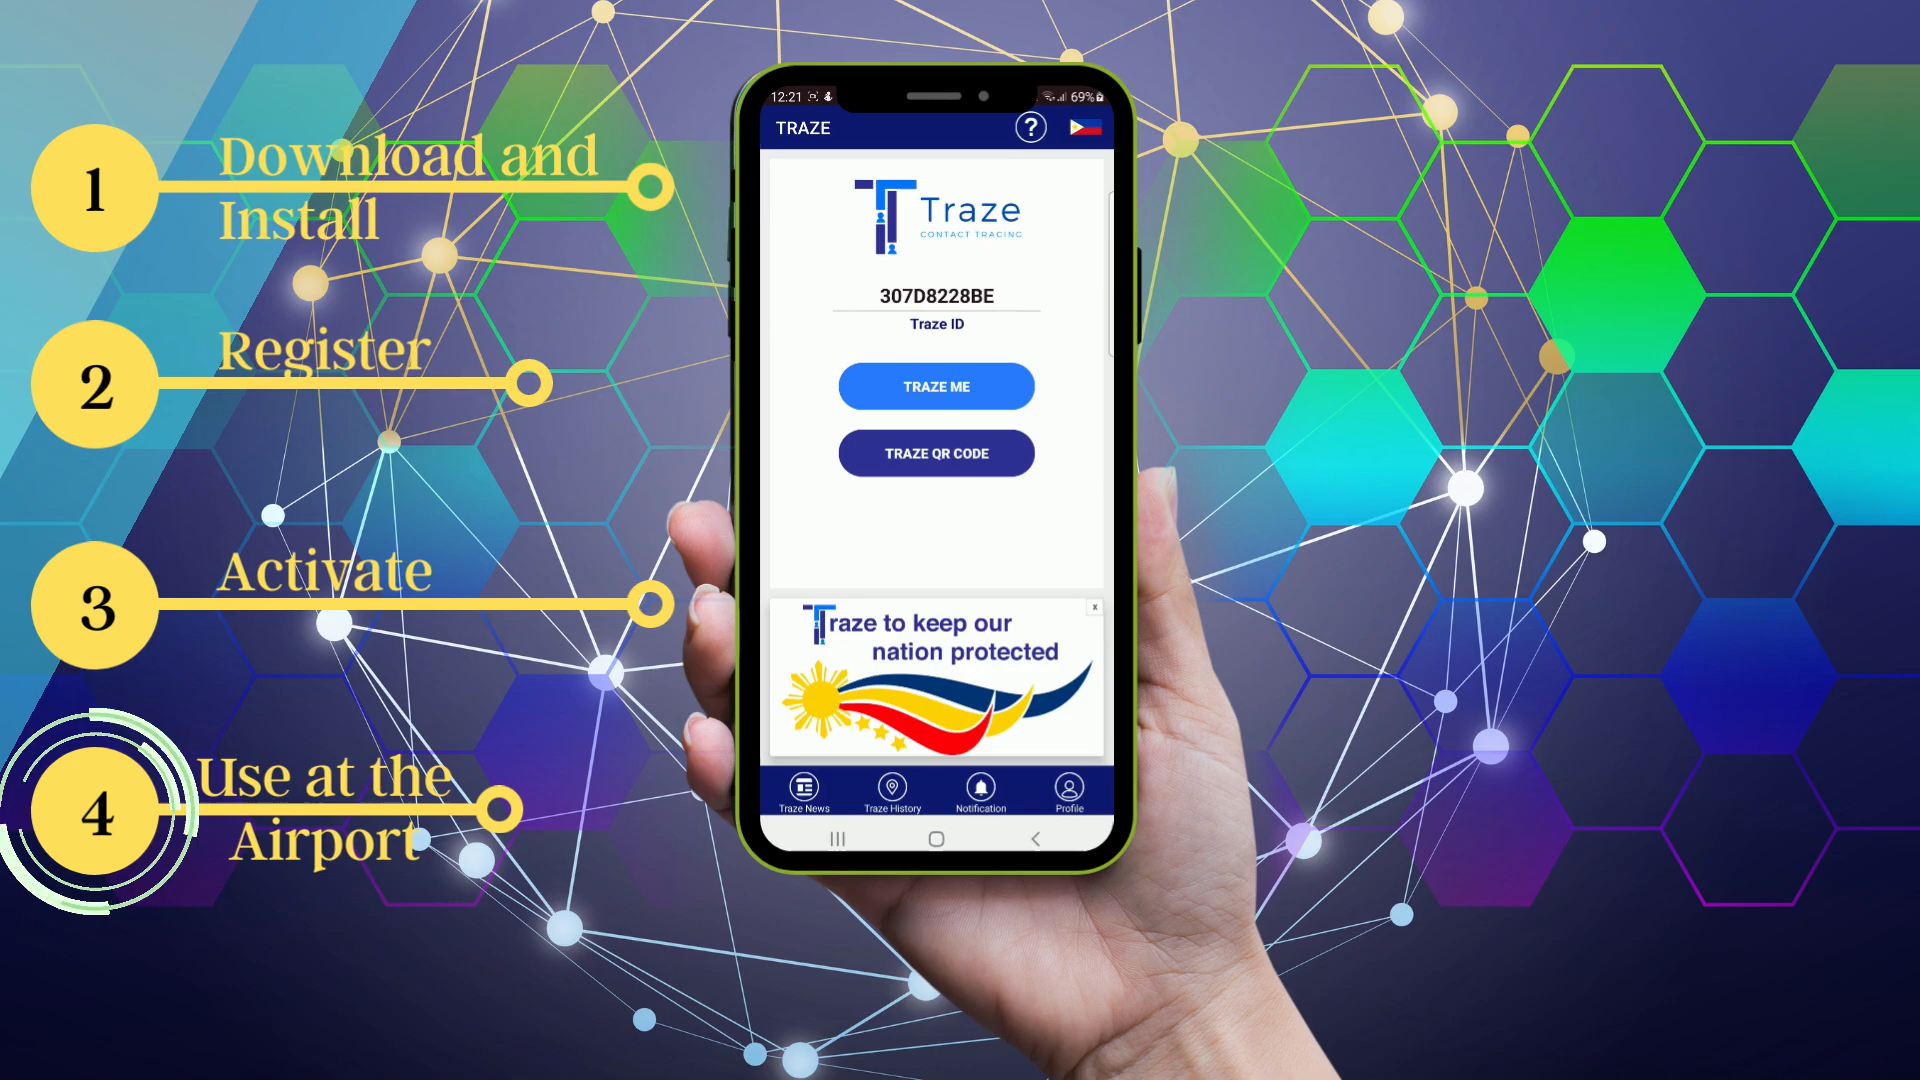 1
Download and
Install
2
Register
3
Activate
4
Use at the
Airport
12:21
69%
TRAZE
?
Traze
CONTACT TRACING
307D8228BE
Traze ID
TRAZE ME
TRAZE QR CODE
x
Traze to keep our
nation protected
Traze News
Traze History
Notification
Profile